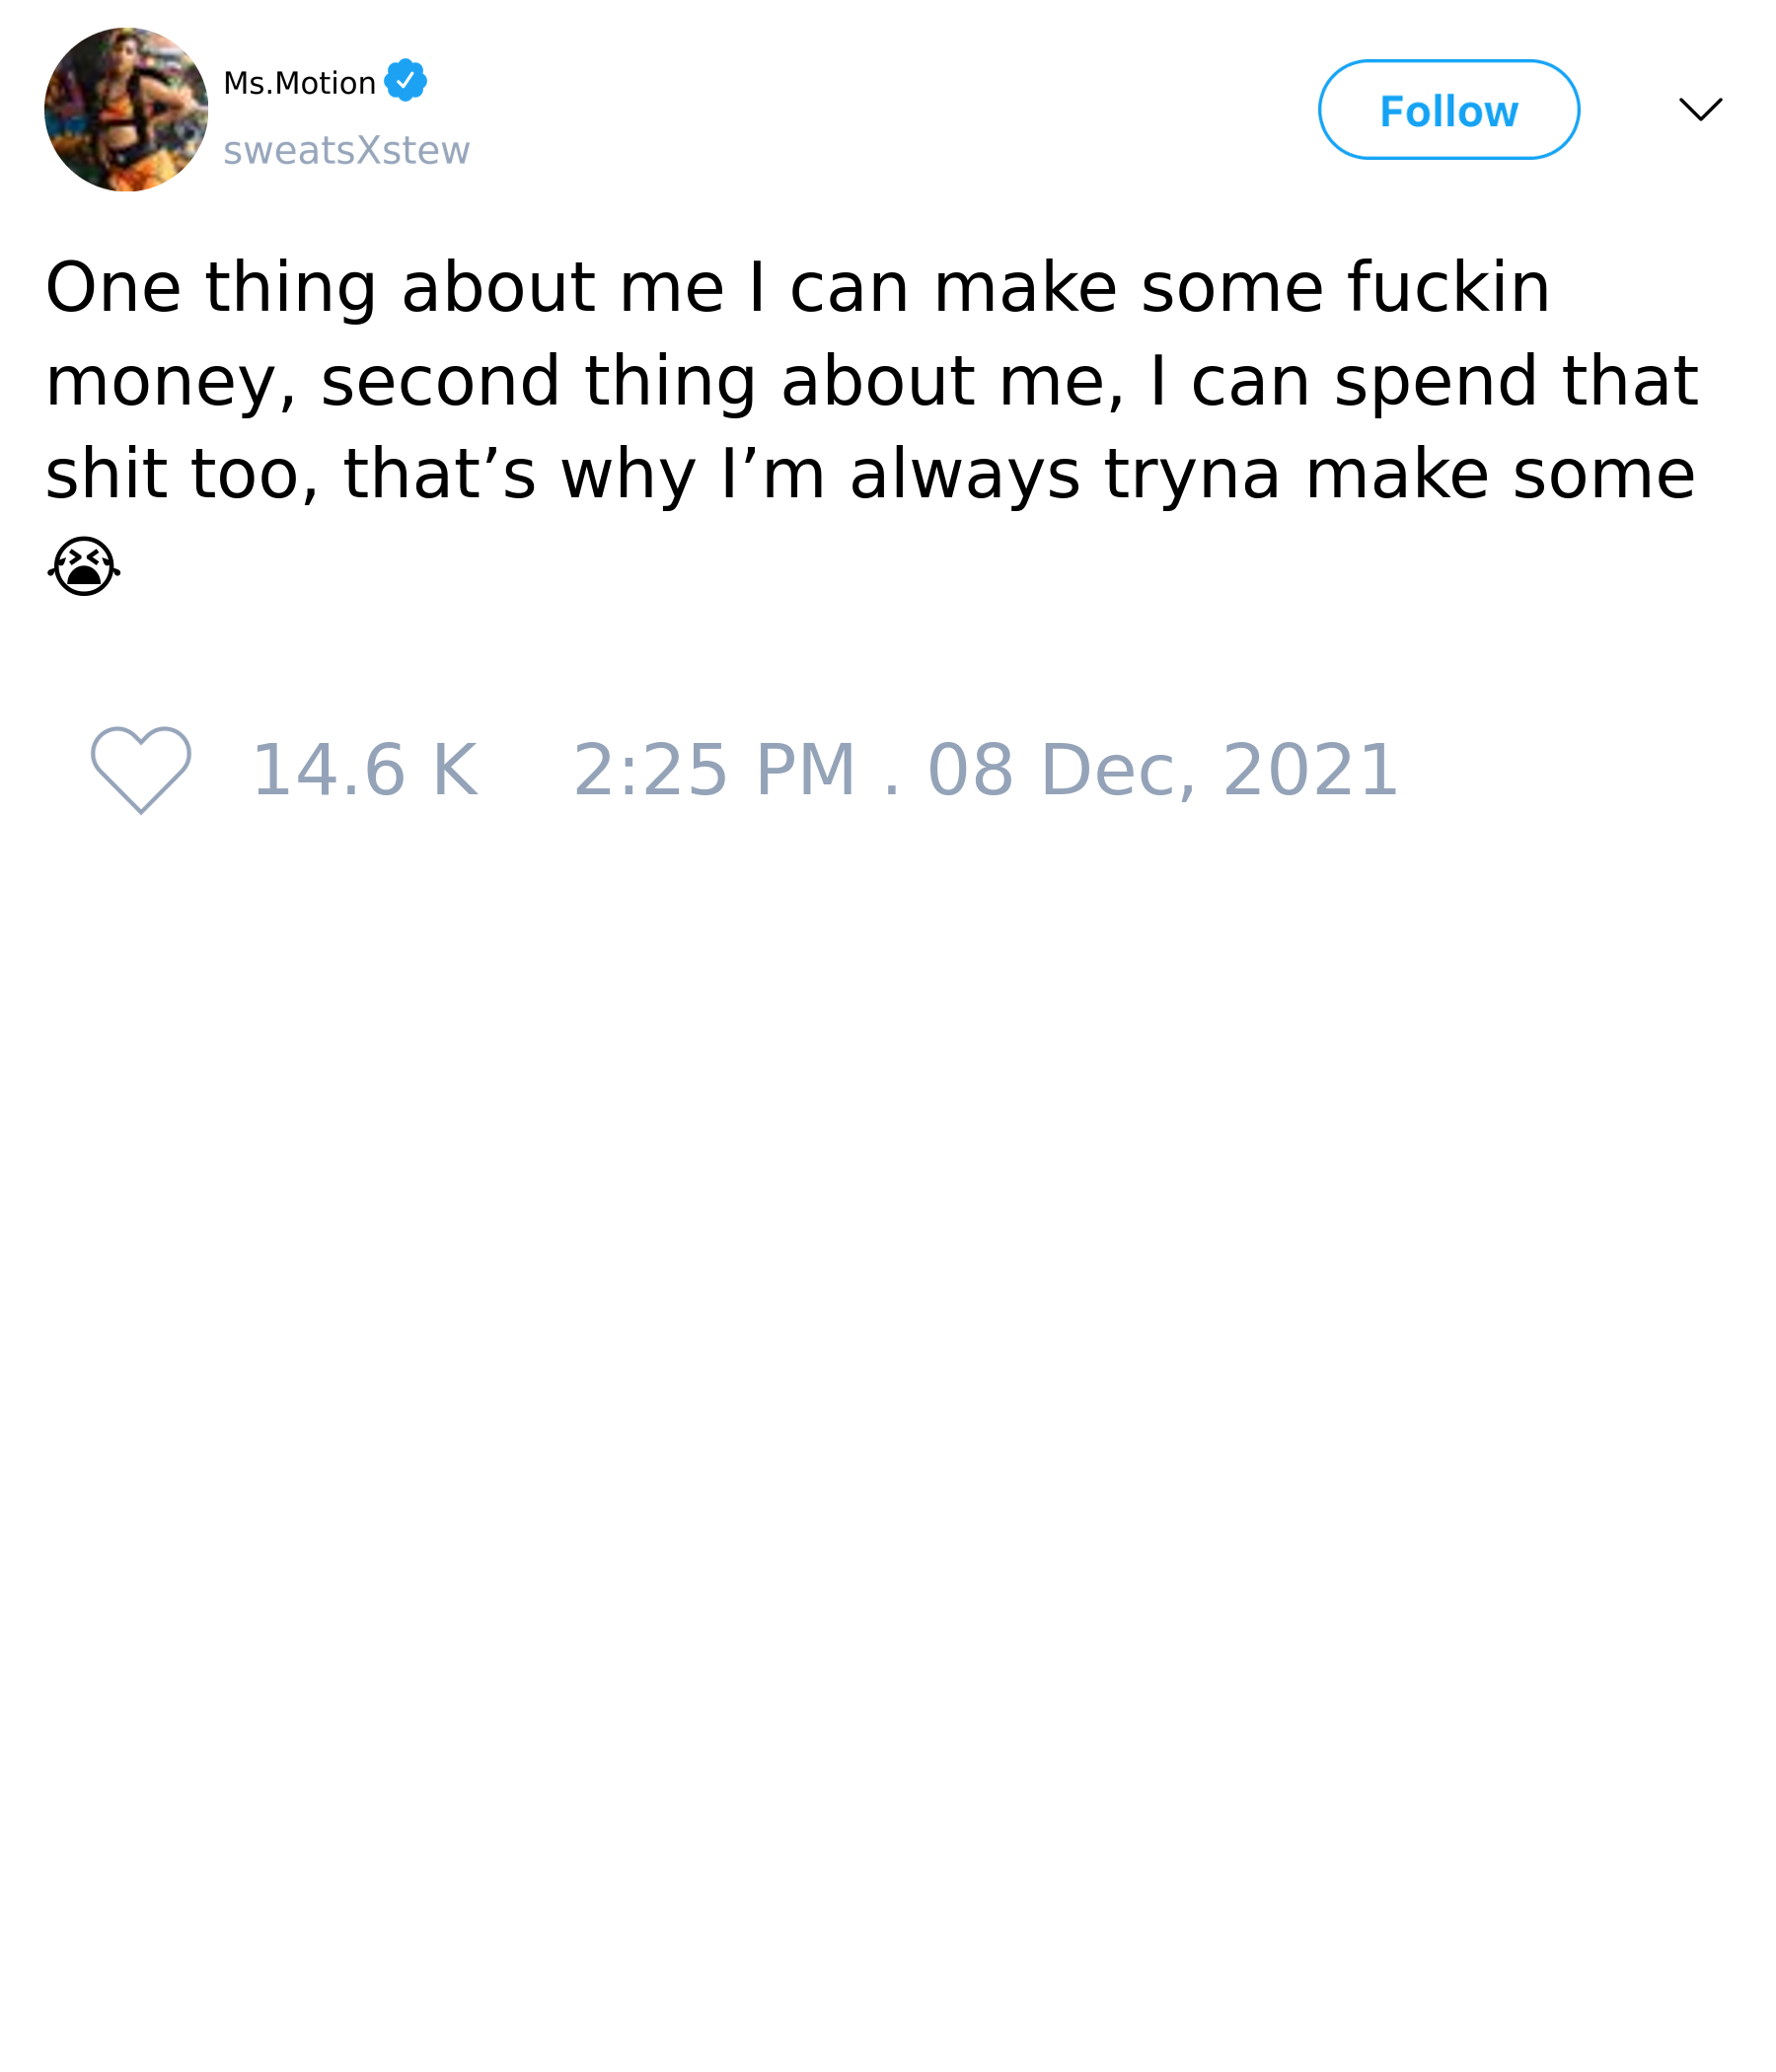 Ms.Motion
sweatsXstew
Follow
One thing about me I can make some fuckin
money, second thing about me, I can spend that
shit too, that’s why I’m always tryna make some
😭
14.6 K 2:25 PM . 08 Dec, 2021